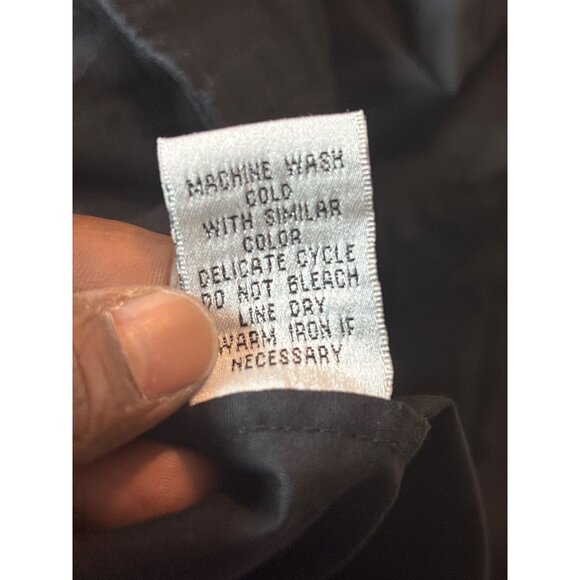 MACHINE WASH
COLD
WITH SIMILAR
COLOR
DELICATE CYCLE
DO NOT BLEACH
LINE DRY
WARM IRON IF
NECESSARY